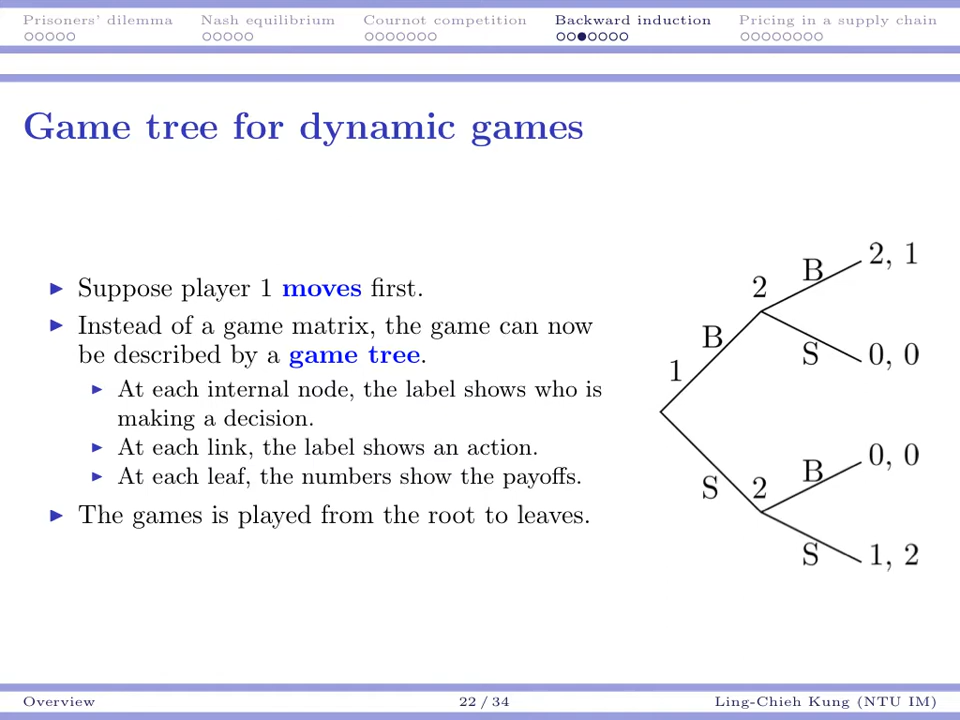 Prisoners' dilemma Nash equilibrium Cournot competition Backward induction Pricing in a supply chain
Game tree for dynamic games
Suppose player 1 moves first.
Instead of a game matrix, the game can now
be described by a game tree.
At each internal node, the label shows who is
making a decision.
At each link, the label shows an action.
At each leaf, the numbers show the payoffs.
The games is played from the root to leaves.
2, 1
B
2
B
S
0, 0
1
0, 0
B
S
2
S
1, 2
Overview 22 / 34 Ling-Chieh Kung (NTU IM)